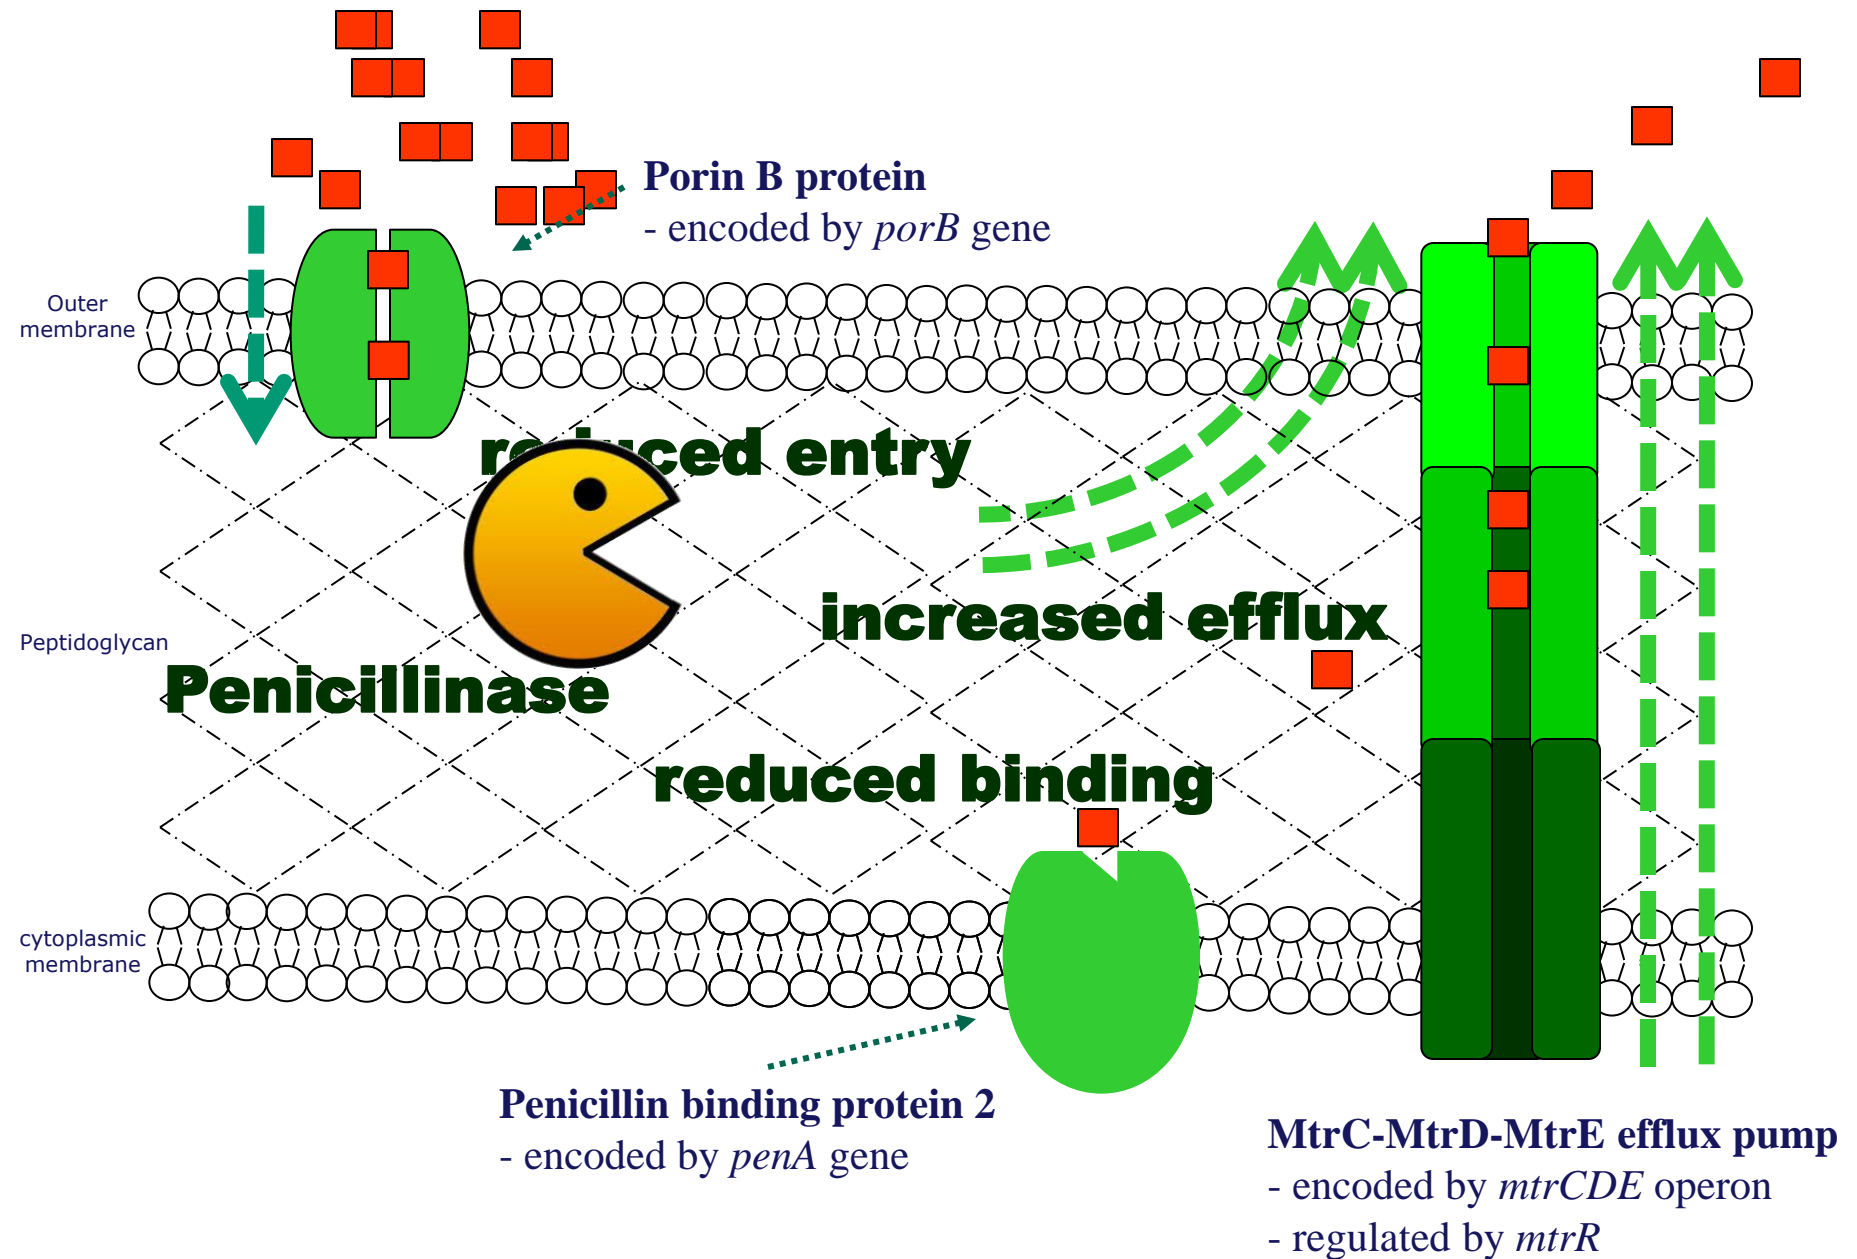 Porin B protein
- encoded by porB gene
Outer
membrane
reduced entry
increased efflux
Peptidoglycan
Penicillinase
reduced binding
cytoplasmic
membrane
Penicillin binding protein 2
- encoded by penA gene
MtrC-MtrD-MtrE efflux pump
- encoded by mtrCDE operon
- regulated by mtrR